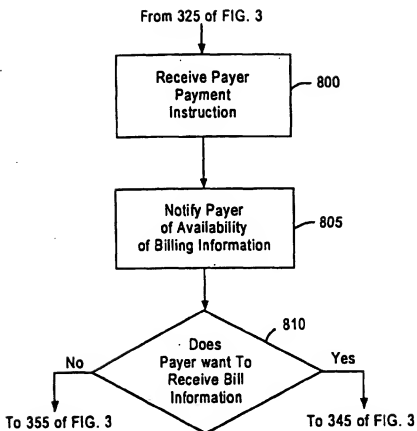 From 325 of FIG. 3
Receive Payer
Payment
Instruction
800
Notify Payer
of Availability
of Billing Information
805
810
Does
Payer want To
Receive Bill
Information
No
Yes
To 355 of FIG. 3
To 345 of FIG. 3